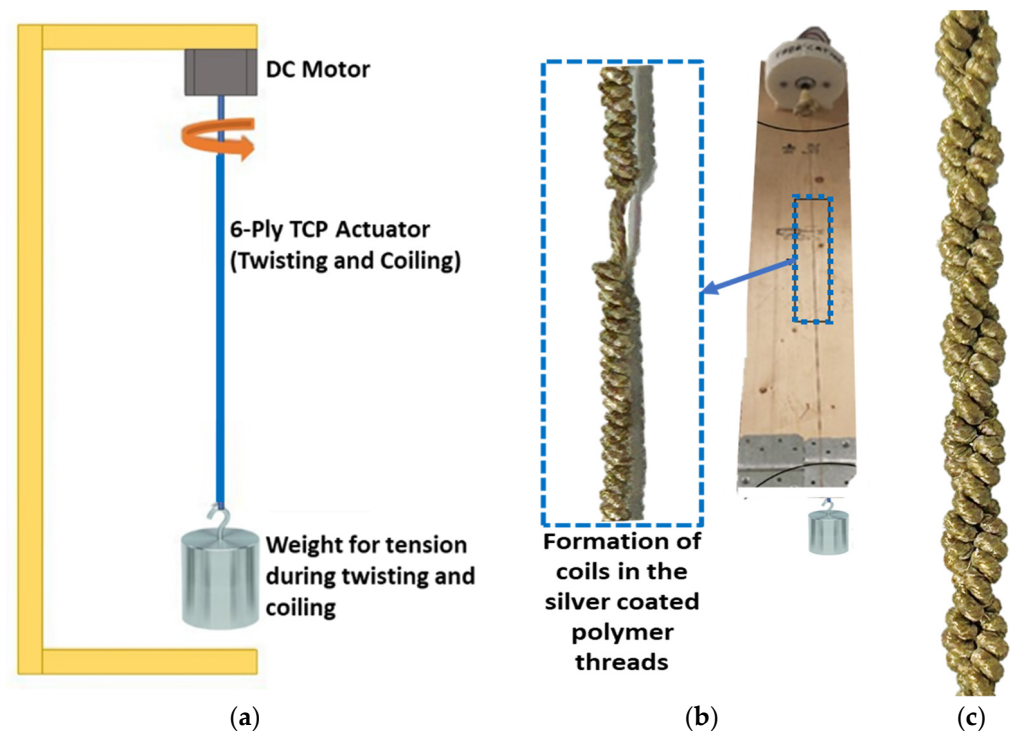 DC Motor
6-Ply TCP Actuator
(Twisting and Coiling)
Weight for tension
during twisting and
coiling
Formation of
coils in the
silver coated
polymer
threads
(a)
(b)
(c)